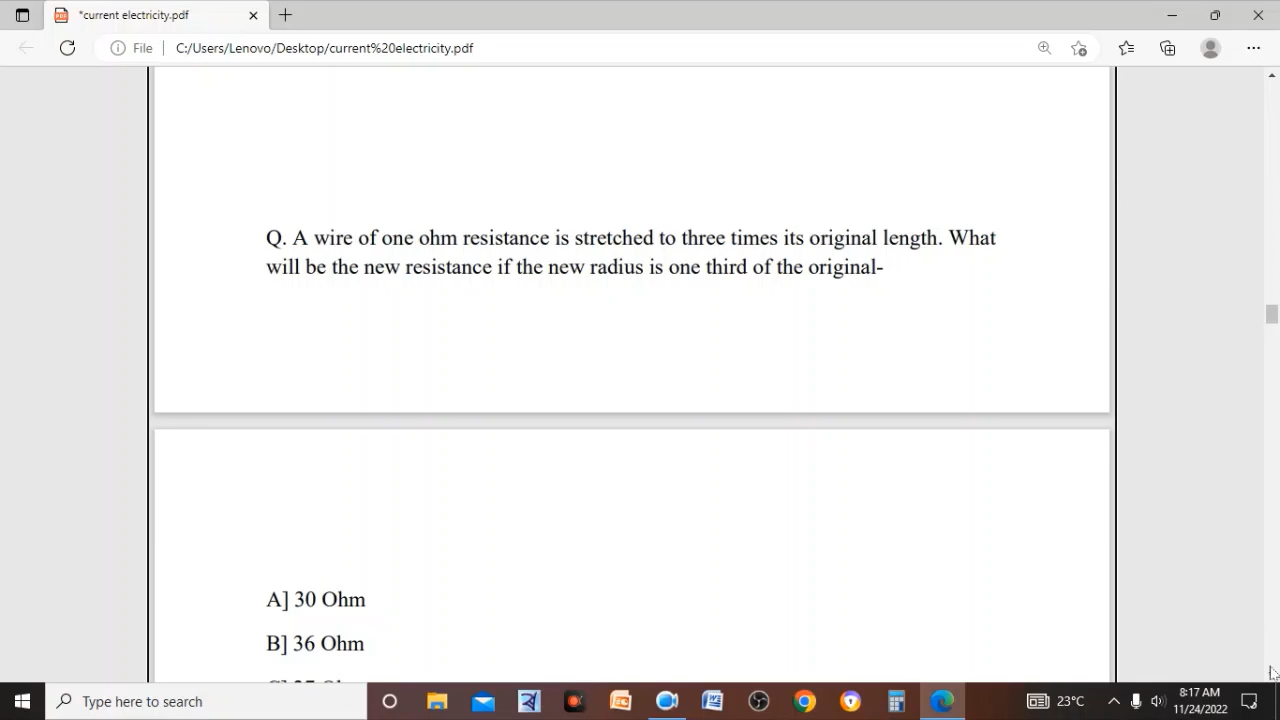 *current electricity.pdf
File
C:/Users/Lenovo/Desktop/current%20electricity.pdf
Q. A wire of one ohm resistance is stretched to three times its original length. What
will be the new resistance if the new radius is one third of the original-
A] 30 Ohm
B] 36 Ohm
Type here to search
23°C
8:17 AM
11/24/2022